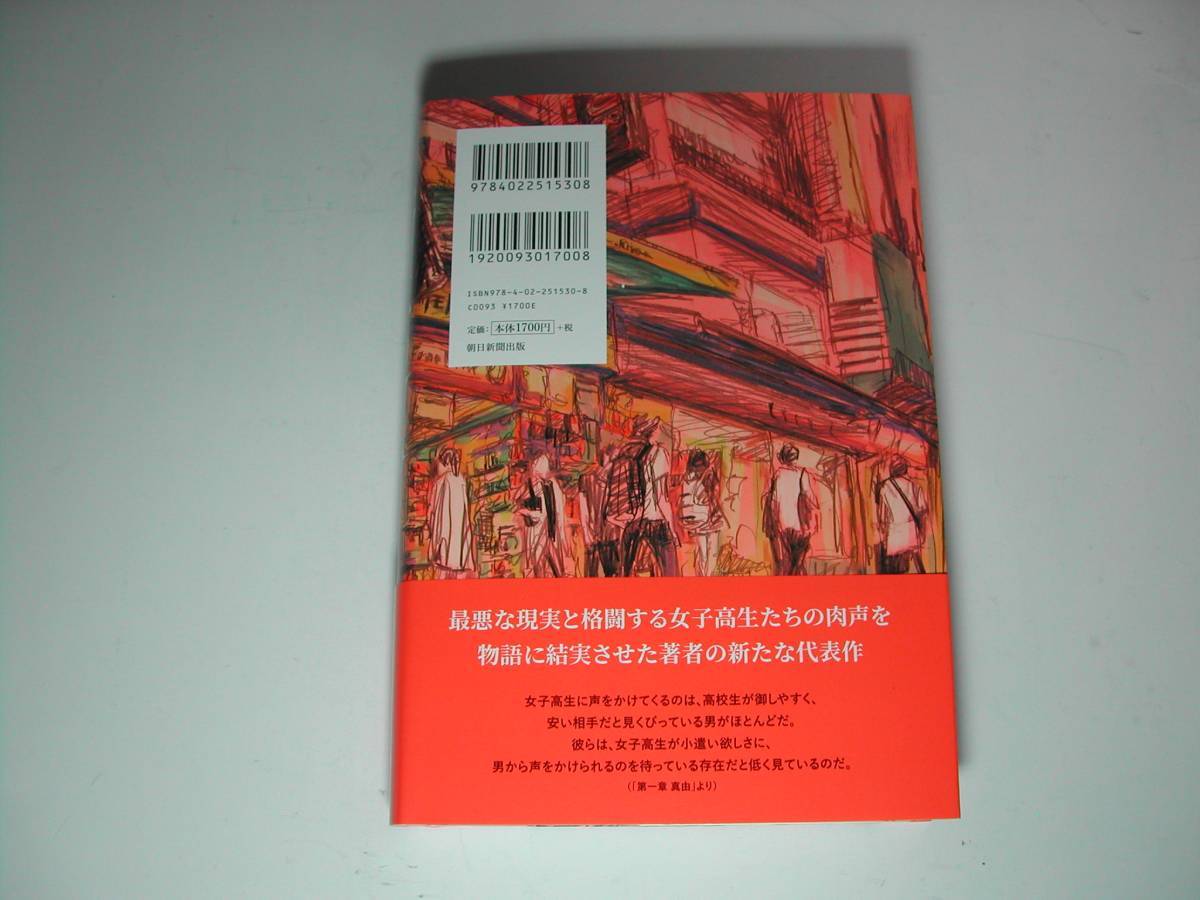 9784022515308
1920093017008
ISBN978-4-02-251530-8
C0093 ¥1700E
定価：本体1700円+税
朝日新聞出版
最悪な現実と格闘する女子高生たちの肉声を
物語に結実させた著者の新たな代表作
女子高生に声をかけてくるのは、高校生が御しやすく、
安い相手だと見くびっている男がほとんどだ。
彼らは、女子高生が小遣い欲しさに、
男から声をかけられるのを待っている存在だと低く見ているのだ。
（「第一章 真由」より）